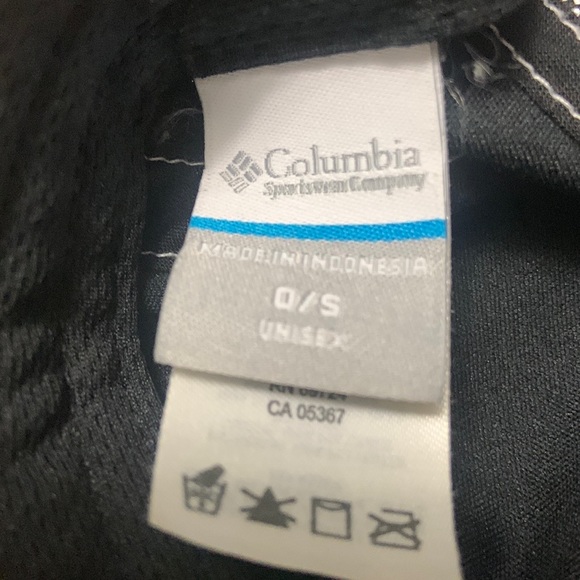 Columbia
Sportswear Company
MADE IN INDONESIA
O/S
UNISEX
RN 69724
CA 05367